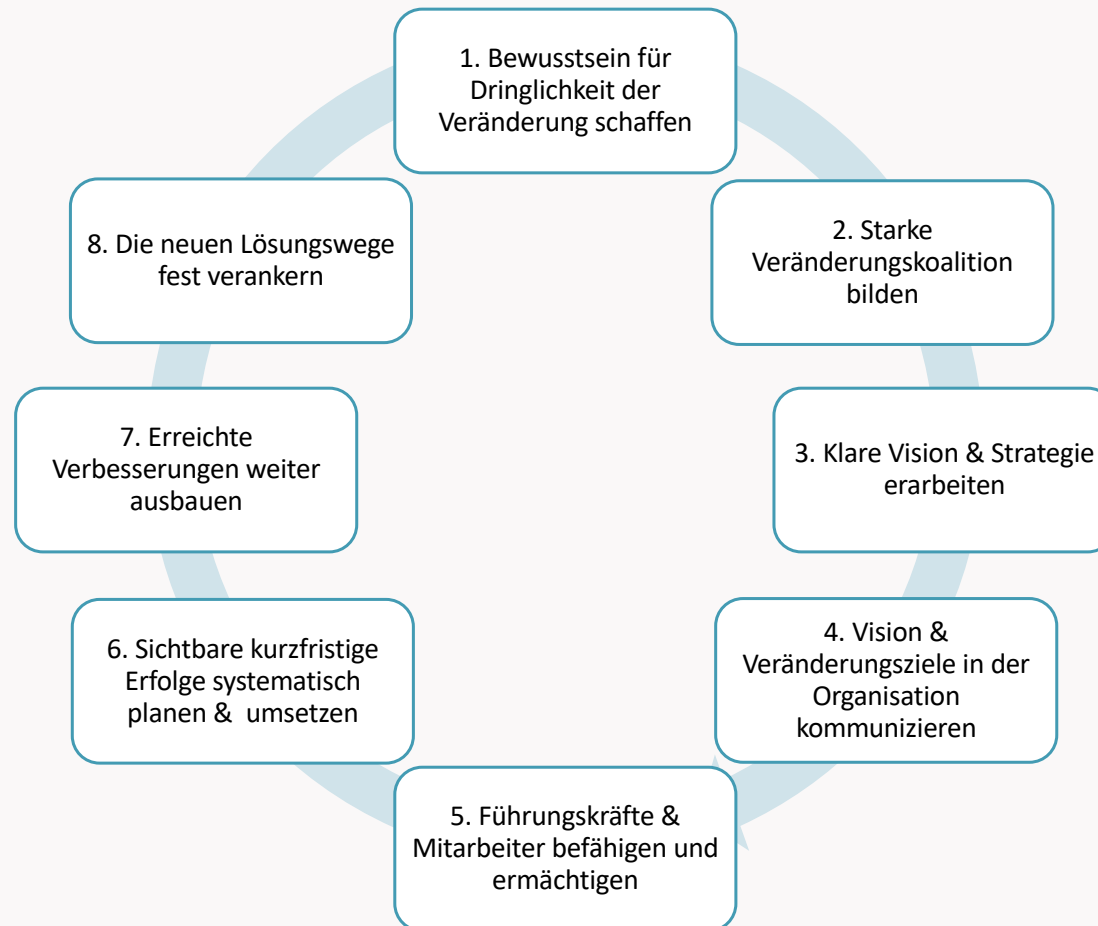 1. Bewusstsein für
Dringlichkeit der
Veränderung schaffen
2. Starke
Veränderungskoalition
bilden
3. Klare Vision & Strategie
erarbeiten
4. Vision &
Veränderungsziele in der
Organisation
kommunizieren
5. Führungskräfte &
Mitarbeiter befähigen und
ermächtigen
6. Sichtbare kurzfristige
Erfolge systematisch
planen &  umsetzen
7. Erreichte
Verbesserungen weiter
ausbauen
8. Die neuen Lösungswege
fest verankern